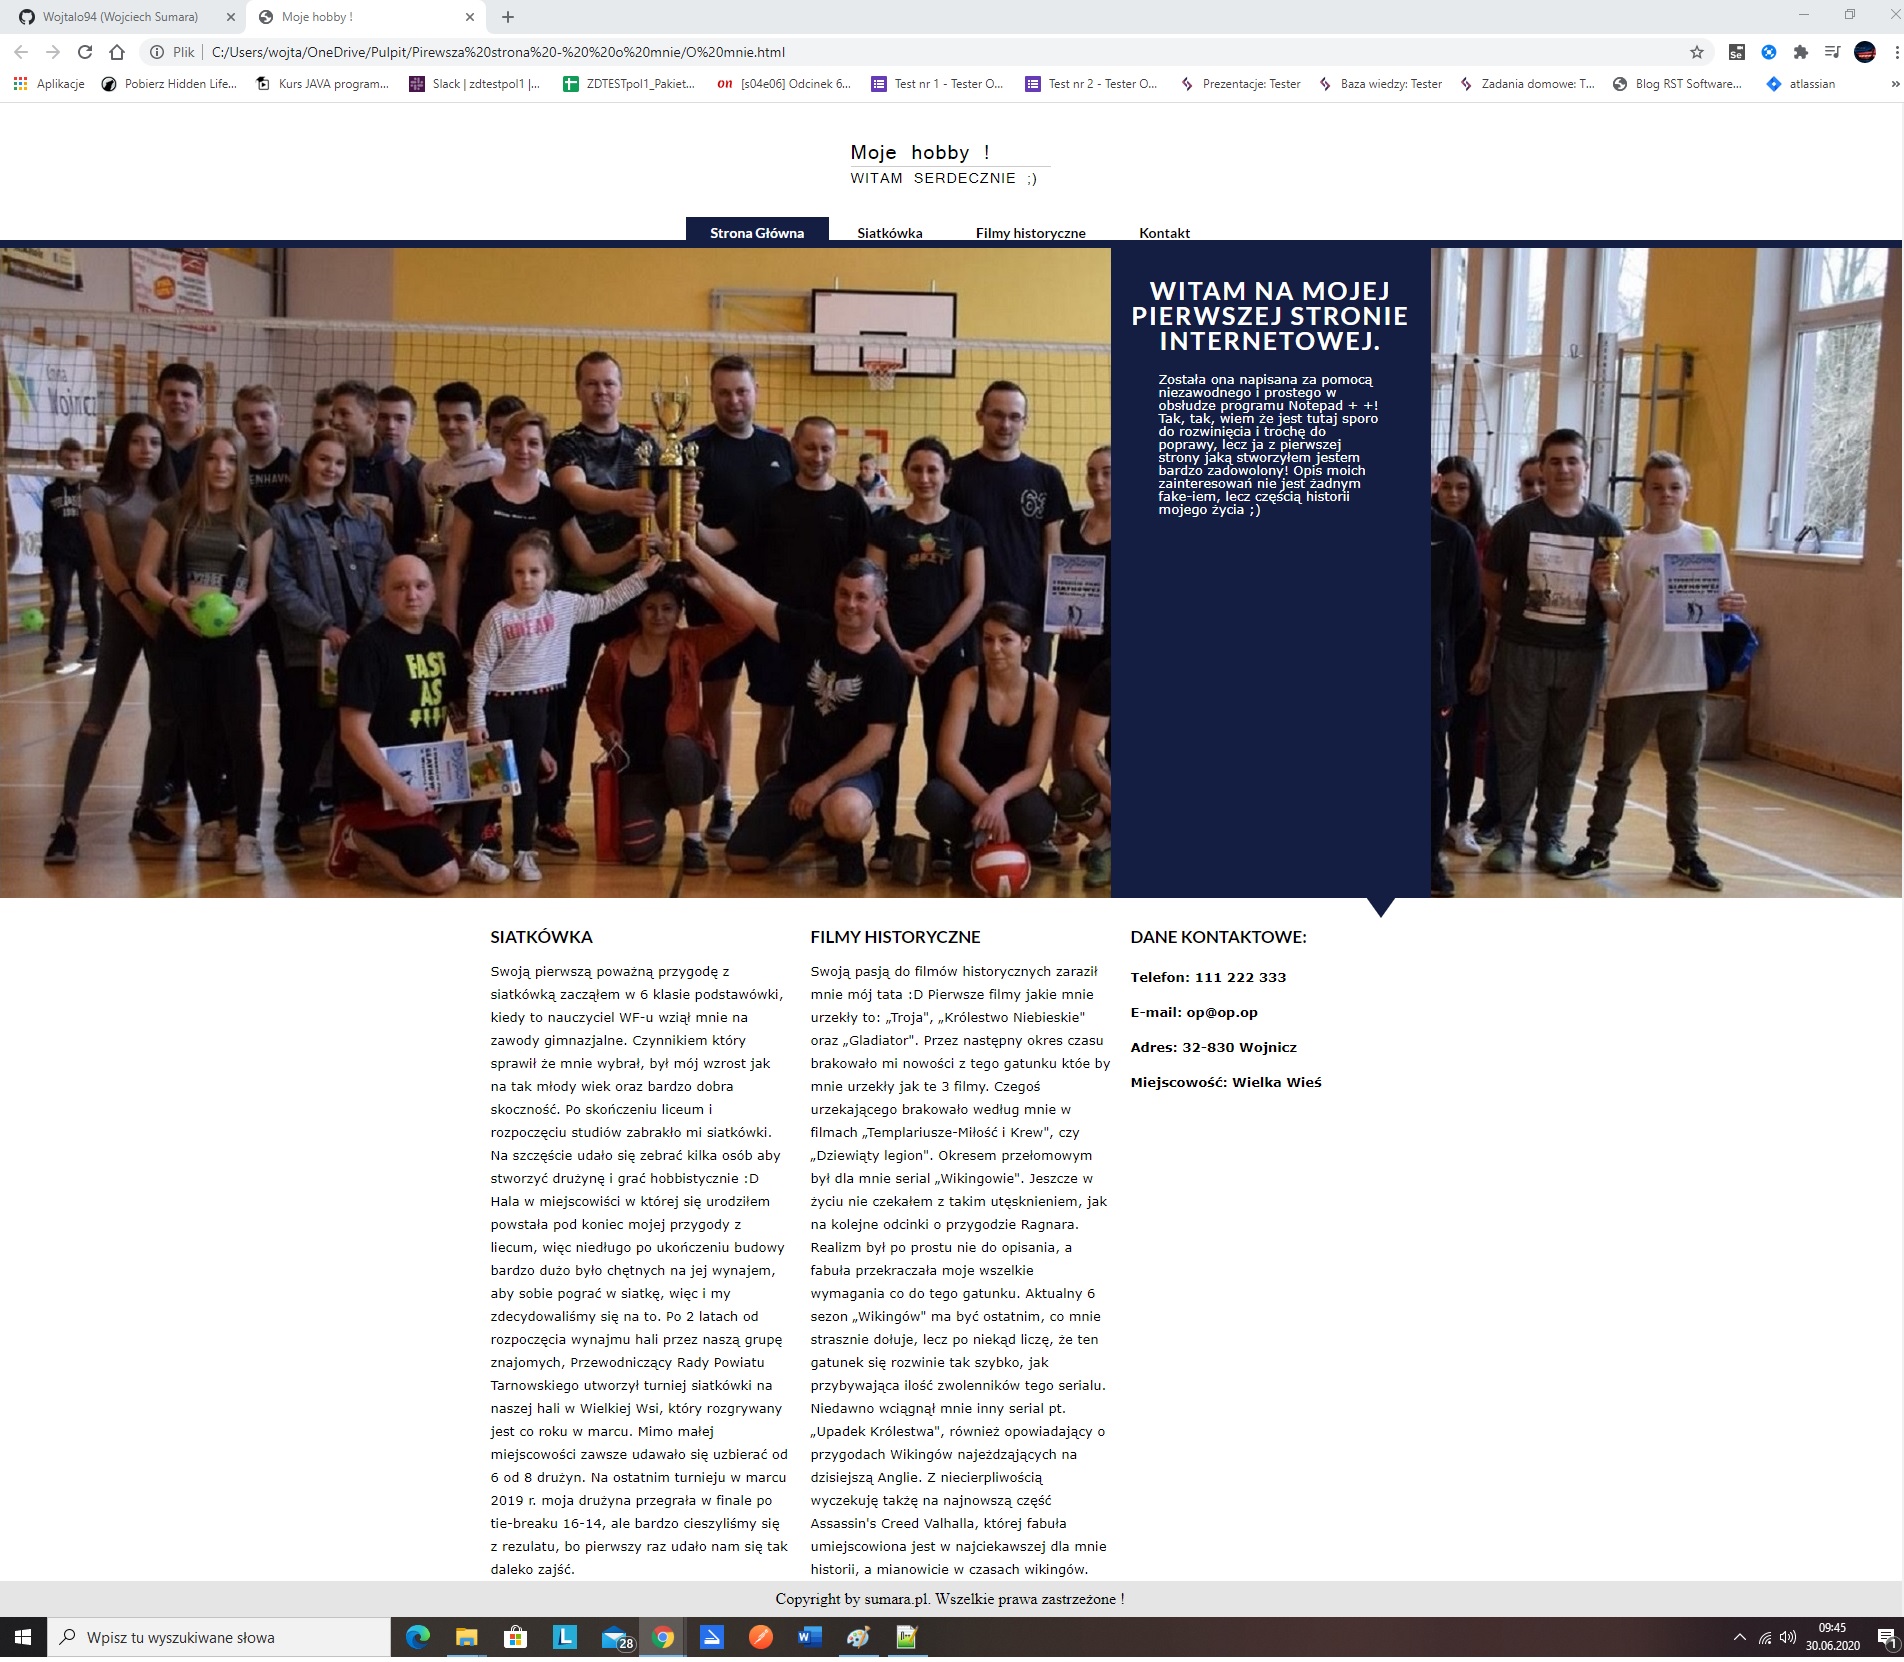 Wojtalo94 (Wojciech Sumara)
Moje hobby !
Plik
C:/Users/wojta/OneDrive/Pulpit/Pirewsza%20strona%20-%20%20o%20mnie/O%20mnie.html
Se
Aplikacje
Pobierz Hidden Life...
Kurs JAVA program...
Slack | zdtestpol1 |...
ZDTESTpol1_Pakiet...
on [s04e06] Odcinek 6...
Test nr 1 - Tester O...
Test nr 2 - Tester O...
Prezentacje: Tester
Baza wiedzy: Tester
Zadania domowe: T...
Blog RST Software...
atlassian
»
Moje hobby !
WITAM SERDECZNIE ;)
Strona Główna
Siatkówka
Filmy historyczne
Kontakt
WITAM NA MOJEJ
PIERWSZEJ STRONIE
INTERNETOWEJ.
Została ona napisana za pomocą
niezawodnego i prostego w
obsłudze programu Notepad + +!
Tak, tak, wiem że jest tutaj sporo
do rozwinięcia i trochę do
poprawy, lecz ja z pierwszej
strony jaką stworzyłem jestem
bardzo zadowolony! Opis moich
zainteresowań nie jest żadnym
fake-iem, lecz częścią historii
mojego życia ;)
FAST
AS
SIATKÓWKA
Swoją pierwszą poważną przygodę z
siatkówką zacząłem w 6 klasie podstawówki,
kiedy to nauczyciel WF-u wziął mnie na
zawody gimnazjalne. Czynnikiem który
sprawił że mnie wybrał, był mój wzrost jak
na tak młody wiek oraz bardzo dobra
skoczność. Po skończeniu liceum i
rozpoczęciu studiów zabrakło mi siatkówki.
Na szczęście udało się zebrać kilka osób aby
stworzyć drużynę i grać hobbistycznie :D
Hala w miejscowiści w której się urodziłem
powstała pod koniec mojej przygody z
liecum, więc niedługo po ukończeniu budowy
bardzo dużo było chętnych na jej wynajem,
aby sobie pograć w siatkę, więc i my
zdecydowaliśmy się na to. Po 2 latach od
rozpoczęcia wynajmu hali przez naszą grupę
znajomych, Przewodniczący Rady Powiatu
Tarnowskiego utworzył turniej siatkówki na
naszej hali w Wielkiej Wsi, który rozgrywany
jest co roku w marcu. Mimo małej
miejscowości zawsze udawało się uzbierać od
6 od 8 drużyn. Na ostatnim turnieju w marcu
2019 r. moja drużyna przegrała w finale po
tie-breaku 16-14, ale bardzo cieszyliśmy się
z rezulatu, bo pierwszy raz udało nam się tak
daleko zajść.
FILMY HISTORYCZNE
Swoją pasją do filmów historycznych zaraził
mnie mój tata :D Pierwsze filmy jakie mnie
urzekły to: „Troja", „Królestwo Niebieskie"
oraz „Gladiator". Przez następny okres czasu
brakowało mi nowości z tego gatunku któe by
mnie urzekły jak te 3 filmy. Czegoś
urzekającego brakowało według mnie w
filmach „Templariusze-Miłość i Krew", czy
„Dziewiąty legion". Okresem przełomowym
był dla mnie serial „Wikingowie". Jeszcze w
życiu nie czekałem z takim utęsknieniem, jak
na kolejne odcinki o przygodzie Ragnara.
Realizm był po prostu nie do opisania, a
fabuła przekraczała moje wszelkie
wymagania co do tego gatunku. Aktualny 6
sezon „Wikingów" ma być ostatnim, co mnie
strasznie dołuje, lecz po niekąd liczę, że ten
gatunek się rozwinie tak szybko, jak
przybywająca ilość zwolenników tego serialu.
Niedawno wciągnął mnie inny serial pt.
„Upadek Królestwa", również opowiadający o
przygodach Wikingów najeżdzających na
dzisiejszą Anglie. Z niecierpliwością
wyczekuję takżę na najnowszą część
Assassin's Creed Valhalla, której fabuła
umiejscowiona jest w najciekawszej dla mnie
historii, a mianowicie w czasach wikingów.
DANE KONTAKTOWE:
Telefon: 111 222 333
E-mail: op@op.op
Adres: 32-830 Wojnicz
Miejscowość: Wielka Wieś
Copyright by sumara.pl. Wszelkie prawa zastrzeżone !
Wpisz tu wyszukiwane słowa
28
09:45
30.06.2020
1